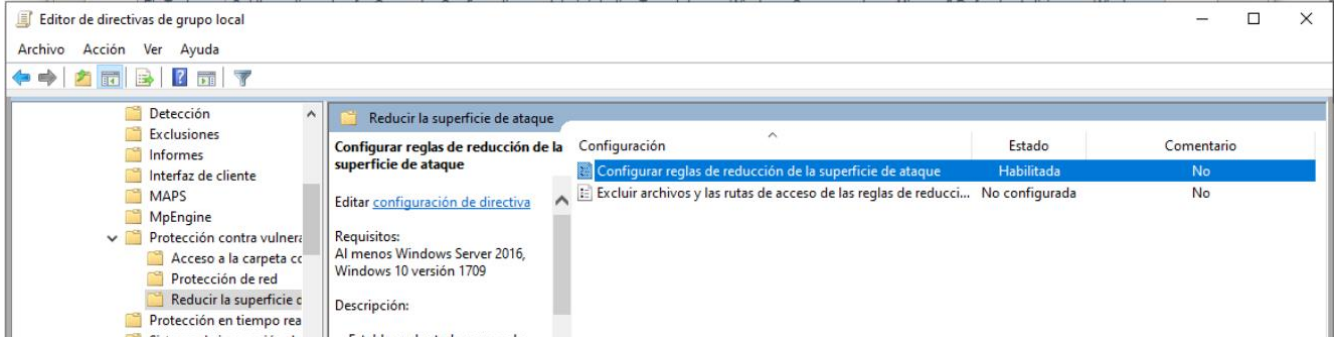 Editor de directivas de grupo local
Archivo Acción Ver Ayuda
Detección
Exclusiones
Informes
Interfaz de cliente
MAPS
MpEngine
Protección contra vulnera
Acceso a la carpeta co
Protección de red
Reducir la superficie d
Protección en tiempo rea
Reducir la superficie de ataque
Configurar reglas de reducción de la
superficie de ataque
Editar configuración de directiva
Requisitos:
Al menos Windows Server 2016,
Windows 10 versión 1709
Descripción:
Configuración Estado Comentario
Configurar reglas de reducción de la superficie de ataque Habilitada No
Excluir archivos y las rutas de acceso de las reglas de reducci... No configurada No